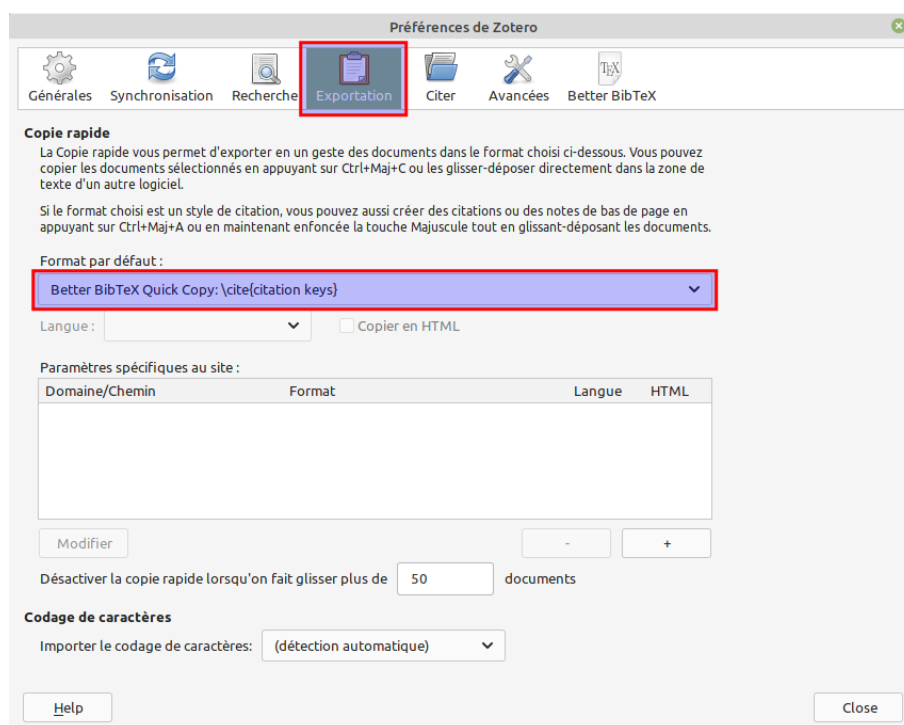 Préférences de Zotero
Générales Synchronisation Recherche Exportation Citer Avancées Better BibTeX
TEX
Copie rapide
La Copie rapide vous permet d'exporter en un geste des documents dans le format choisi ci-dessous. Vous pouvez
copier les documents sélectionnés en appuyant sur Ctrl+Maj+C ou les glisser-déposer directement dans la zone de
texte d'un autre logiciel.
Si le format choisi est un style de citation, vous pouvez aussi créer des citations ou des notes de bas de page en
appuyant sur Ctrl+Maj+A ou en maintenant enfoncée la touche Majuscule tout en glissant-déposant les documents.
Format par défaut :
Better BibTeX Quick Copy: \cite{citation keys}
Langue : Copier en HTML
Paramètres spécifiques au site :
Domaine/Chemin Format Langue HTML
Modifier - +
Désactiver la copie rapide lorsqu'on fait glisser plus de 50 documents
Codage de caractères
Importer le codage de caractères: (détection automatique)
Help Close